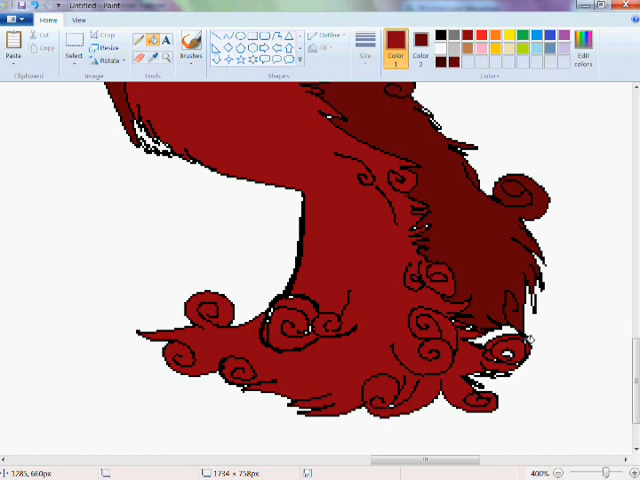 Untitled - Paint
Home View
Paste Cut Copy
Select Crop Resize Rotate
Brushes
Outline Fill
Size
Color 1
Color 2
Edit colors
Clipboard Image Tools Shapes Colors
1285, 660px 1734 × 758px 400%